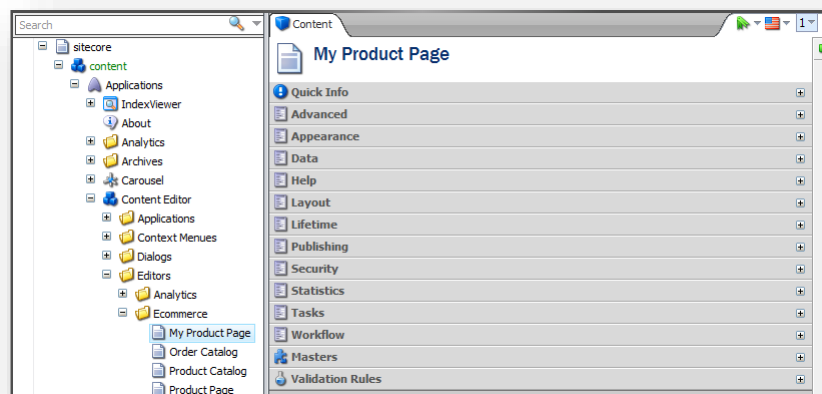 Search
sitecore
content
Applications
IndexViewer
About
Analytics
Archives
Carousel
Content Editor
Applications
Context Menues
Dialogs
Editors
Analytics
Ecommerce
My Product Page
Order Catalog
Product Catalog
Product Page
Content
1
My Product Page
Quick Info
Advanced
Appearance
Data
Help
Layout
Lifetime
Publishing
Security
Statistics
Tasks
Workflow
Masters
Validation Rules